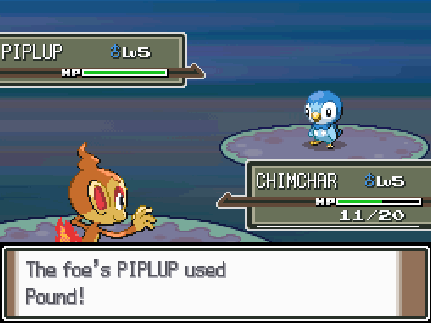 PIPLUP ♂Lv5
HP
CHIMCHAR ♂Lv5
HP
11/20
The foe's PIPLUP used
Pound!